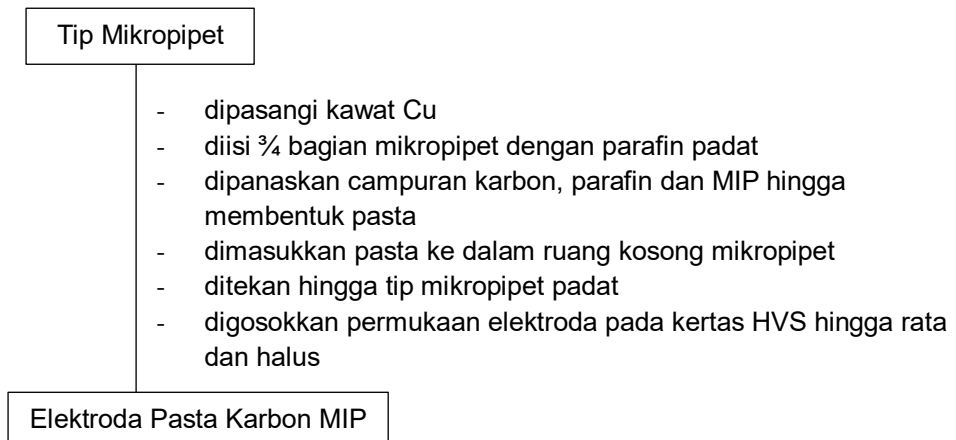 Tip Mikropipet
- dipasangi kawat Cu
- diisi ¾ bagian mikropipet dengan parafin padat
- dipanaskan campuran karbon, parafin dan MIP hingga
membentuk pasta
- dimasukkan pasta ke dalam ruang kosong mikropipet
- ditekan hingga tip mikropipet padat
- digosokkan permukaan elektroda pada kertas HVS hingga rata
dan halus
Elektroda Pasta Karbon MIP